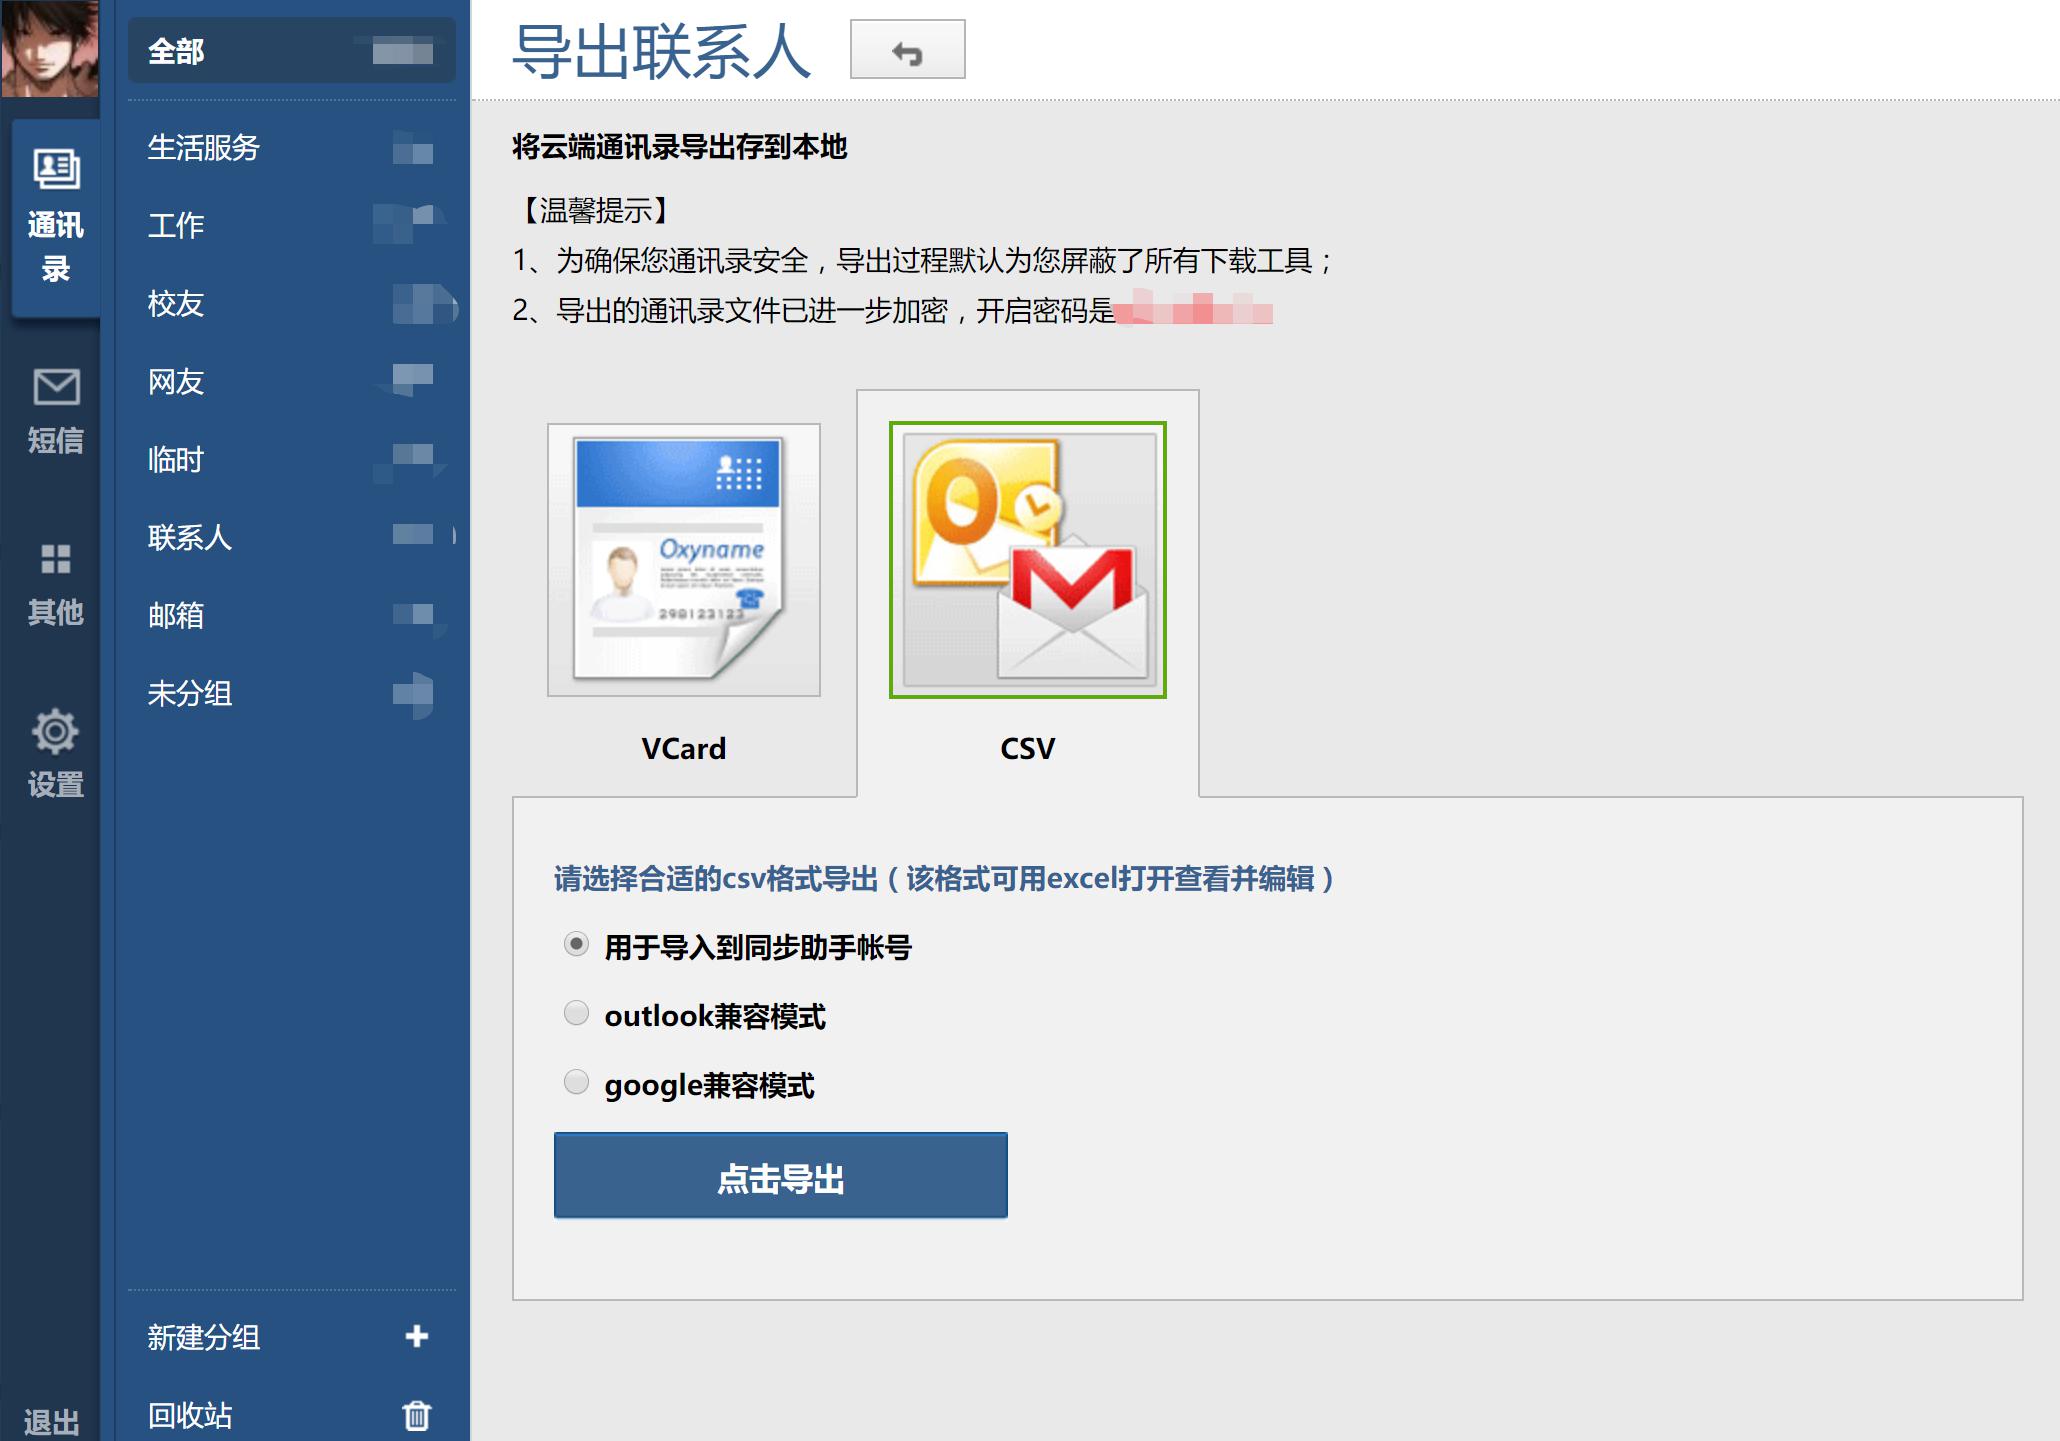 通讯
录
短信
其他
设置
退出
全部
生活服务
工作
校友
网友
临时
联系人
邮箱
未分组
新建分组
回收站
导出联系人
将云端通讯录导出存到本地
【温馨提示】
1、为确保您通讯录安全，导出过程默认为您屏蔽了所有下载工具；
2、导出的通讯录文件已进一步加密，开启密码是
Oxyname
298123123
VCard
CSV
请选择合适的csv格式导出（该格式可用excel打开查看并编辑）
用于导入到同步助手帐号
outlook兼容模式
google兼容模式
点击导出